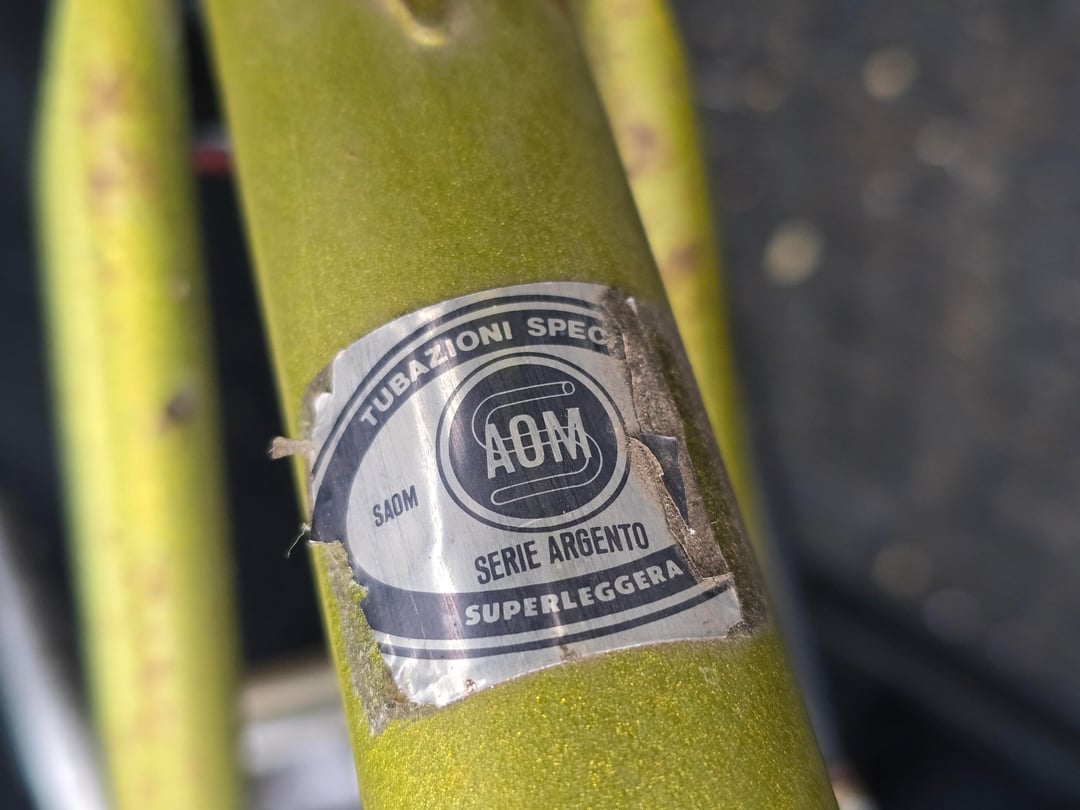 TUBAZIONI SPEC
AOM
SAOM
SERIE ARGENTO
SUPERLEGGERA